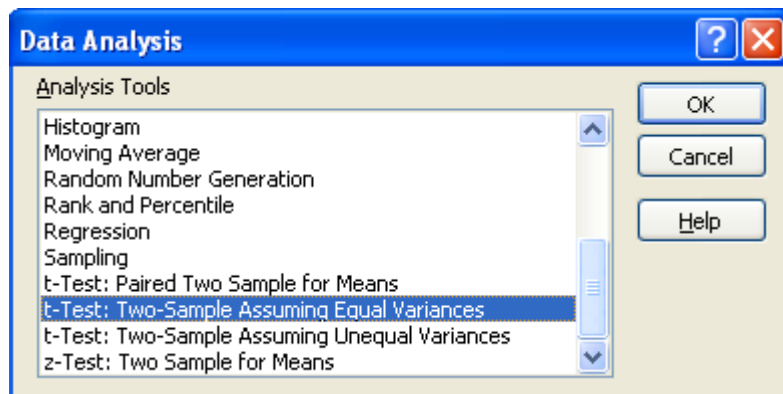 Data Analysis
Analysis Tools
Histogram
Moving Average
Random Number Generation
Rank and Percentile
Regression
Sampling
t-Test: Paired Two Sample for Means
t-Test: Two-Sample Assuming Equal Variances
t-Test: Two-Sample Assuming Unequal Variances
z-Test: Two Sample for Means
OK
Cancel
Help